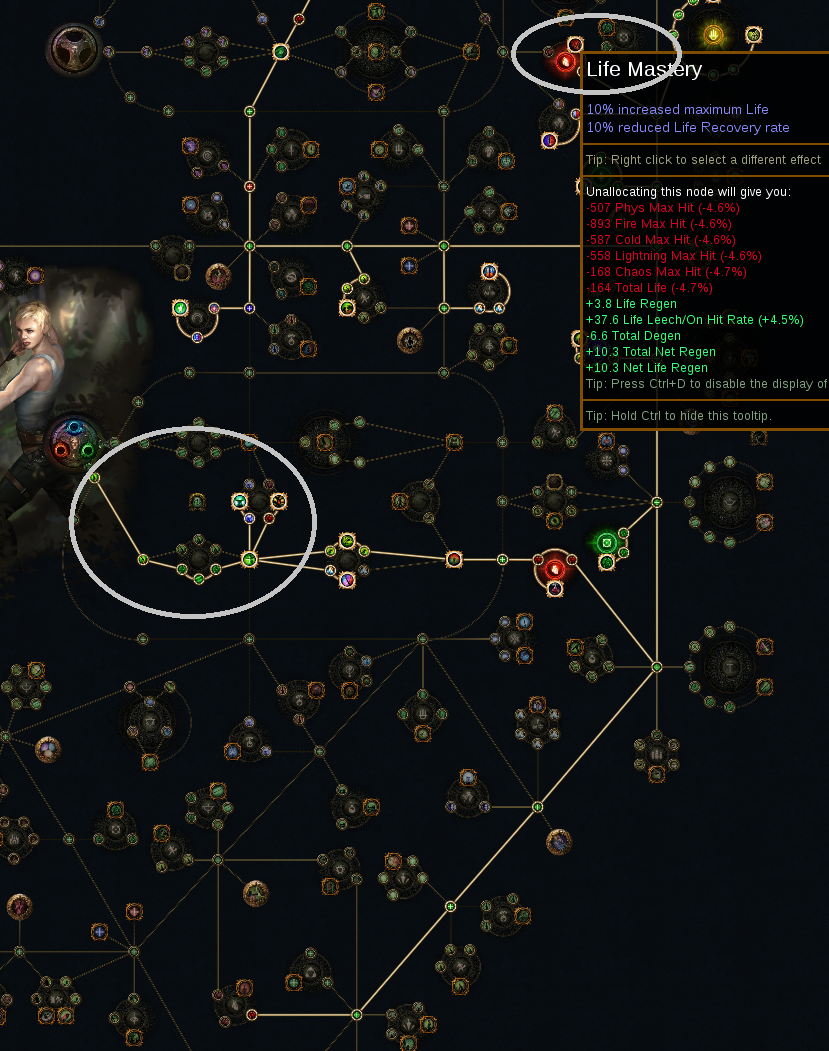 Life Mastery
10% increased maximum Life
10% reduced Life Recovery rate
Tip: Right click to select a different effect
Unallocating this node will give you:
-507 Phys Max Hit (-4.6%)
-893 Fire Max Hit (-4.6%)
-587 Cold Max Hit (-4.6%)
-558 Lightning Max Hit (-4.6%)
-168 Chaos Max Hit (-4.7%)
-164 Total Life (-4.7%)
+3.8 Life Regen
+37.6 Life Leech/On Hit Rate (+4.5%)
-6.6 Total Degen
+10.3 Total Net Regen
+10.3 Net Life Regen
Tip: Press Ctrl+D to disable the display of
Tip: Hold Ctrl to hide this tooltip.